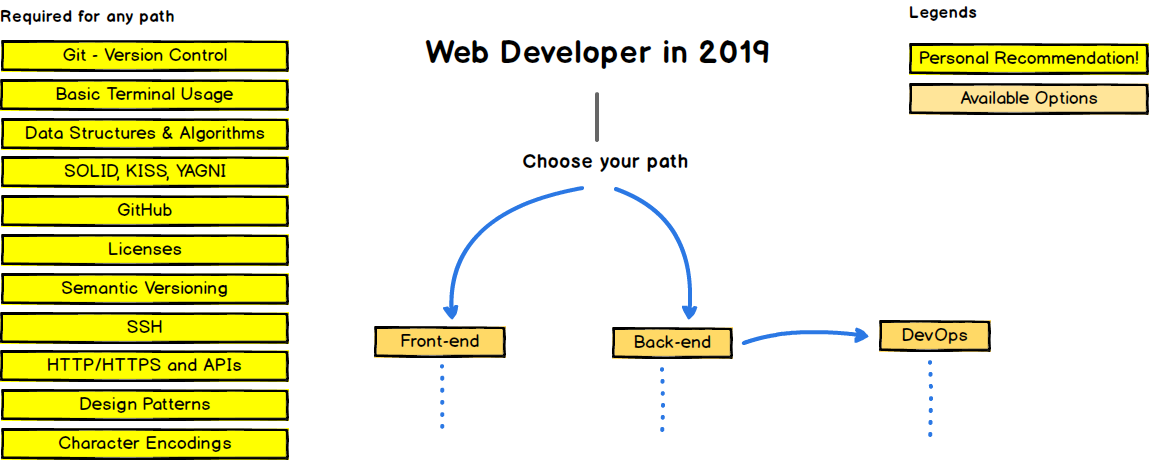 Required for any path
Git - Version Control
Basic Terminal Usage
Data Structures & Algorithms
SOLID, KISS, YAGNI
GitHub
Licenses
Semantic Versioning
SSH
HTTP/HTTPS and APIs
Design Patterns
Character Encodings
Web Developer in 2019
Choose your path
Front-end
Back-end
DevOps
Legends
Personal Recommendation!
Available Options